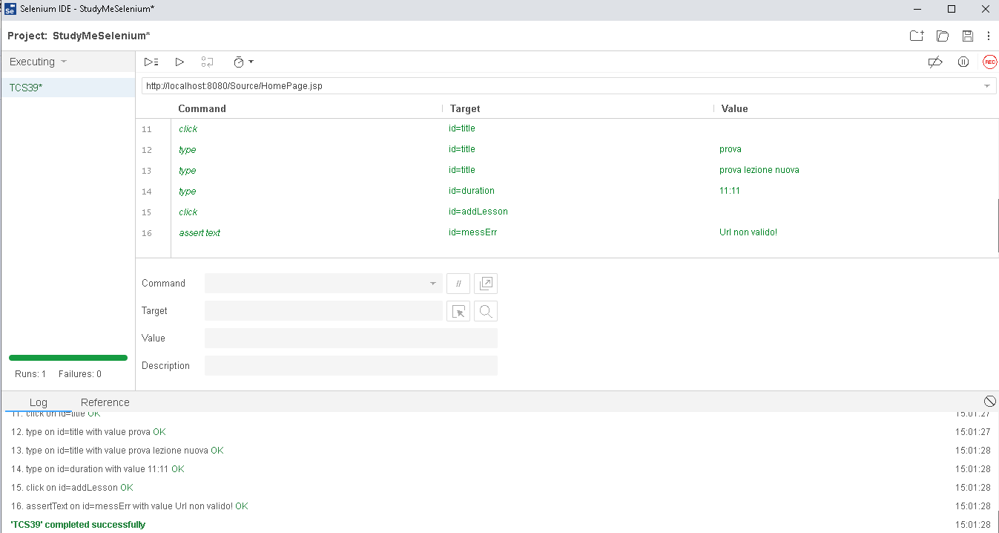 Selenium IDE - StudyMeSelenium*
Project: StudyMeSelenium*
Executing
REC
TCS39*
http://localhost:8080/Source/HomePage.jsp
Command Target Value
11 click id=title
12 type id=title prova
13 type id=title prova lezione nuova
14 type id=duration 11:11
15 click id=addLesson
16 assert text id=messErr Url non valido!
Command //
Target
Value
Description
Runs: 1 Failures: 0
Log Reference
11. click on id=title OK 15:01:27
12. type on id=title with value prova OK 15:01:27
13. type on id=title with value prova lezione nuova OK 15:01:28
14. type on id=duration with value 11:11 OK 15:01:28
15. click on id=addLesson OK 15:01:28
16. assertText on id=messErr with value Url non valido! OK 15:01:28
'TCS39' completed successfully 15:01:28